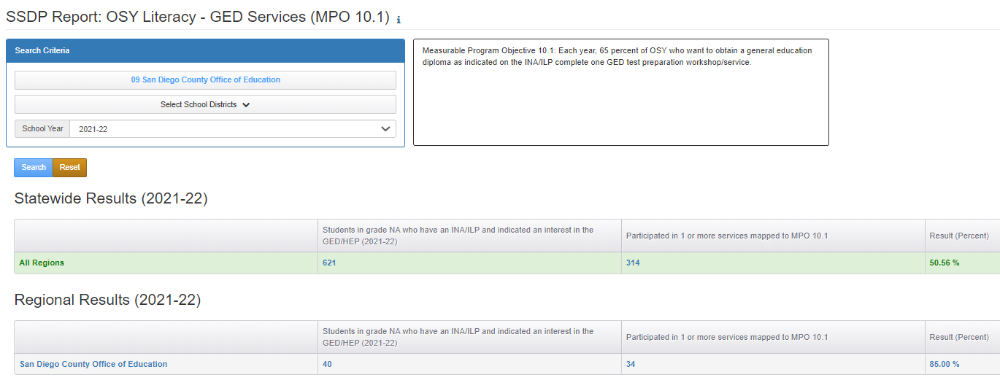 SSDP Report: OSY Literacy - GED Services (MPO 10.1) i
Search Criteria
09 San Diego County Office of Education
Select School Districts
School Year 2021-22
Measurable Program Objective 10.1: Each year, 65 percent of OSY who want to obtain a general education
diploma as indicated on the INA/ILP complete one GED test preparation workshop/service.
Search Reset
Statewide Results (2021-22)
Students in grade NA who have an INA/ILP and indicated an interest in the
GED/HEP (2021-22)
Participated in 1 or more services mapped to MPO 10.1
Result (Percent)
All Regions 621 314 50.56 %
Regional Results (2021-22)
Students in grade NA who have an INA/ILP and indicated an interest in the
GED/HEP (2021-22)
Participated in 1 or more services mapped to MPO 10.1
Result (Percent)
San Diego County Office of Education 40 34 85.00 %